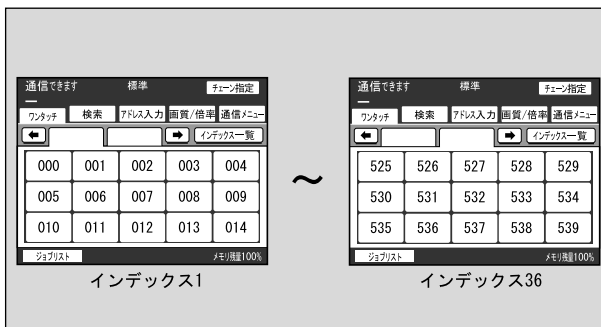 通信できます 標準 チェーン指定
ワンタッチ 検索 アドレス入力 画質/倍率 通信メニュー
インデックス一覧
000 001 002 003 004
005 006 007 008 009
010 011 012 013 014
ジョブリスト メモリ残量100%
インデックス1
～
通信できます 標準 チェーン指定
ワンタッチ 検索 アドレス入力 画質/倍率 通信メニュー
インデックス一覧
525 526 527 528 529
530 531 532 533 534
535 536 537 538 539
ジョブリスト メモリ残量100%
インデックス36